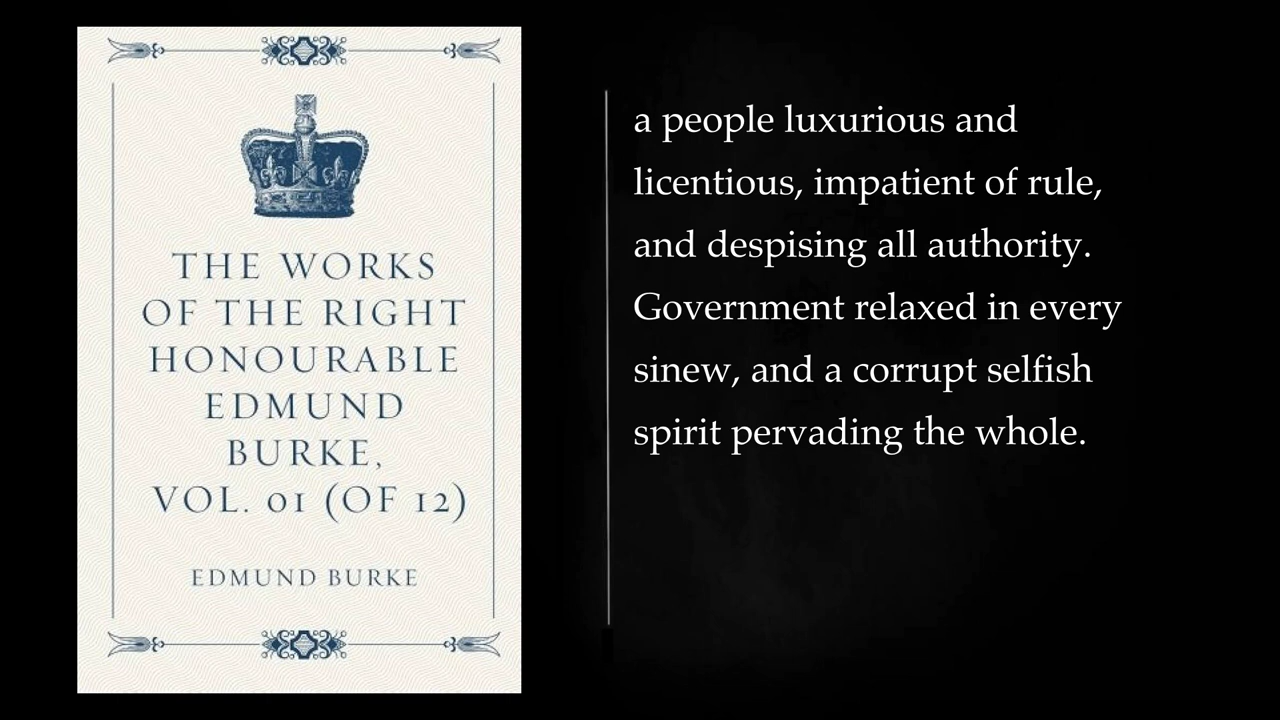 THE WORKS
OF THE RIGHT
HONOURABLE
EDMUND
BURKE,
VOL. 01 (OF 12)
EDMUND BURKE
a people luxurious and
licentious, impatient of rule,
and despising all authority.
Government relaxed in every
sinew, and a corrupt selfish
spirit pervading the whole.